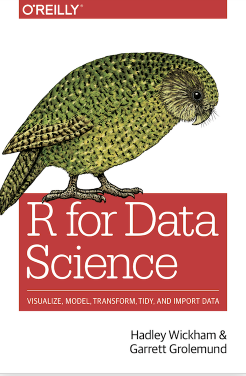 O'REILLY®
R for Data
Science
VISUALIZE, MODEL, TRANSFORM, TIDY, AND IMPORT DATA
Hadley Wickham &
Garrett Grolemund